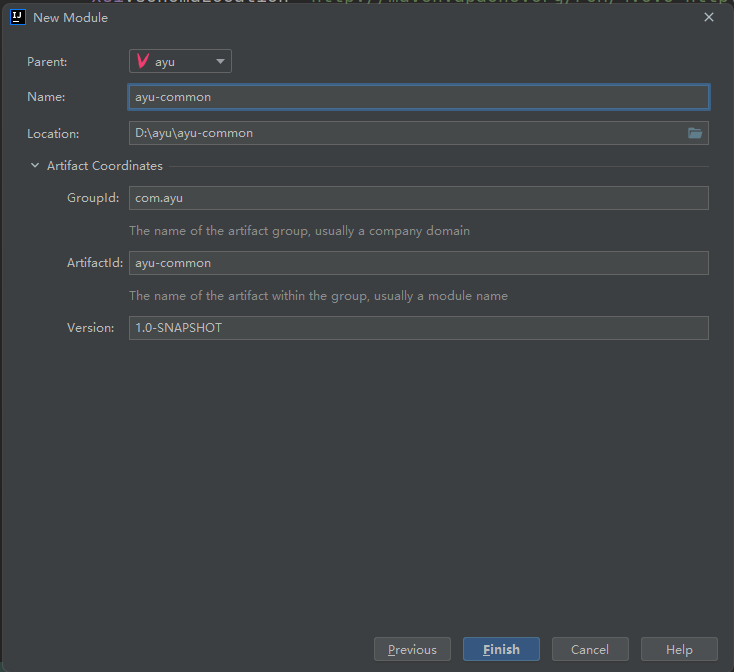 New Module
Parent: ayu
Name: ayu-common
Location: D:\ayu\ayu-common
Artifact Coordinates
GroupId: com.ayu
The name of the artifact group, usually a company domain
ArtifactId: ayu-common
The name of the artifact within the group, usually a module name
Version: 1.0-SNAPSHOT
Previous Finish Cancel Help